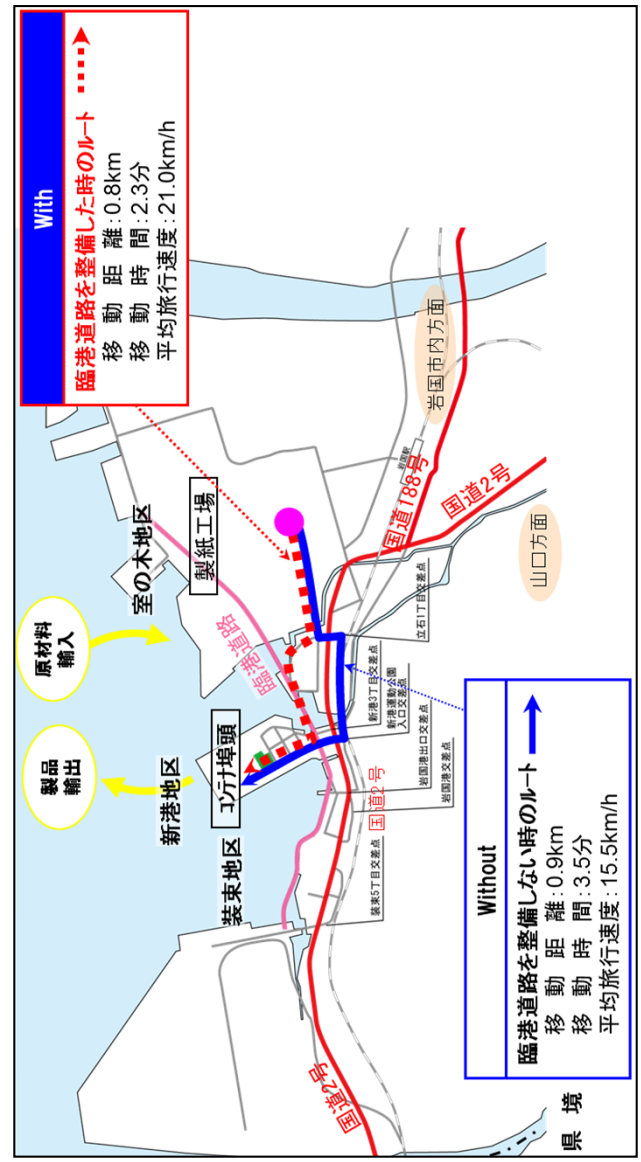 With
臨港道路を整備した時のルート
移動距離:0.8km
移動時間:2.3分
平均旅行速度:21.0km/h
原材料
輸入
製品
輸出
室の木地区
製紙工場
新港地区
コンテナ埠頭
装束地区
臨港道路
岩国市内方面
岩国駅
国道188号
国道2号
山口方面
立石1丁目交差点
新港3丁目交差点
新港運動公園
入口交差点
岩国港出口交差点
岩国港交差点
国道2号
装束5丁目交差点
国道2号
Without
臨港道路を整備しない時のルート
移動距離:0.9km
移動時間:3.5分
平均旅行速度:15.5km/h
県境